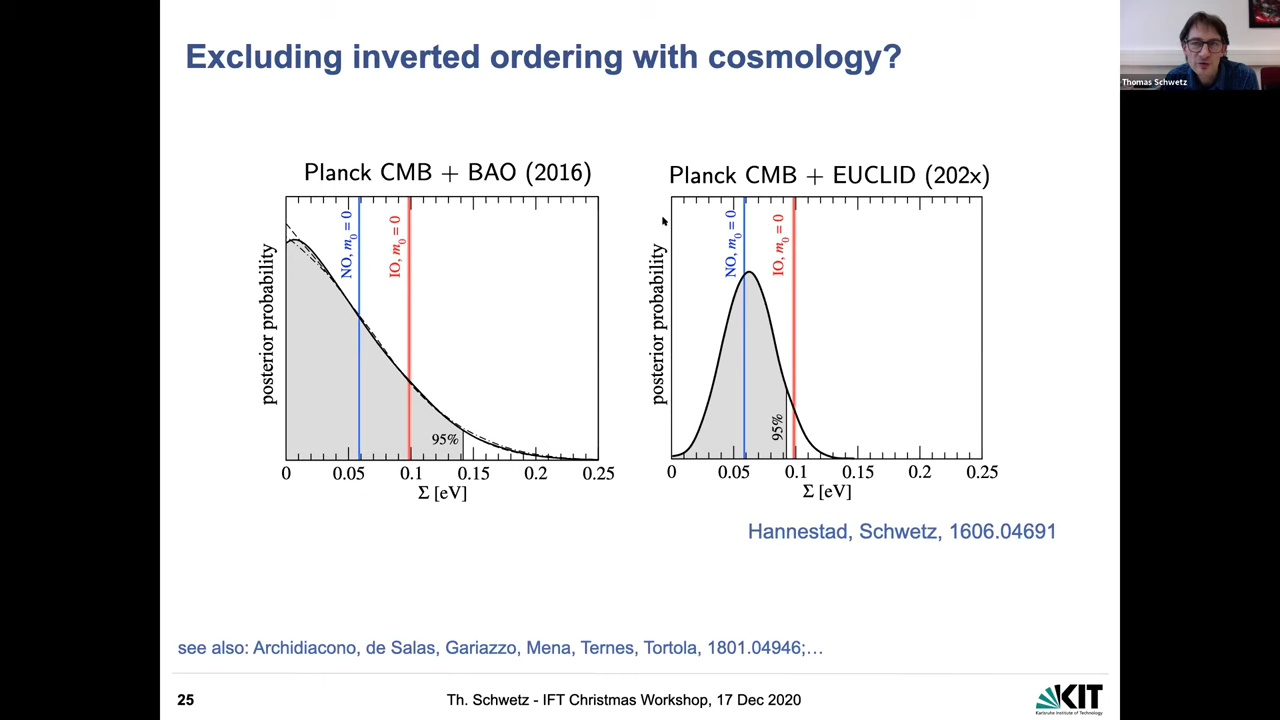 Excluding inverted ordering with cosmology?
Thomas Schwetz
Planck CMB + BAO (2016)
posterior probability
NO, m₀ = 0
IO, m₀ = 0
95%
0 0.05 0.1 0.15 0.2 0.25
Σ [eV]
Planck CMB + EUCLID (202x)
posterior probability
NO, m₀ = 0
IO, m₀ = 0
95%
0 0.05 0.1 0.15 0.2 0.25
Σ [eV]
Hannestad, Schwetz, 1606.04691
see also: Archidiacono, de Salas, Gariazzo, Mena, Ternes, Tortola, 1801.04946;…
25
Th. Schwetz - IFT Christmas Workshop, 17 Dec 2020
KIT
Karlsruhe Institute of Technology